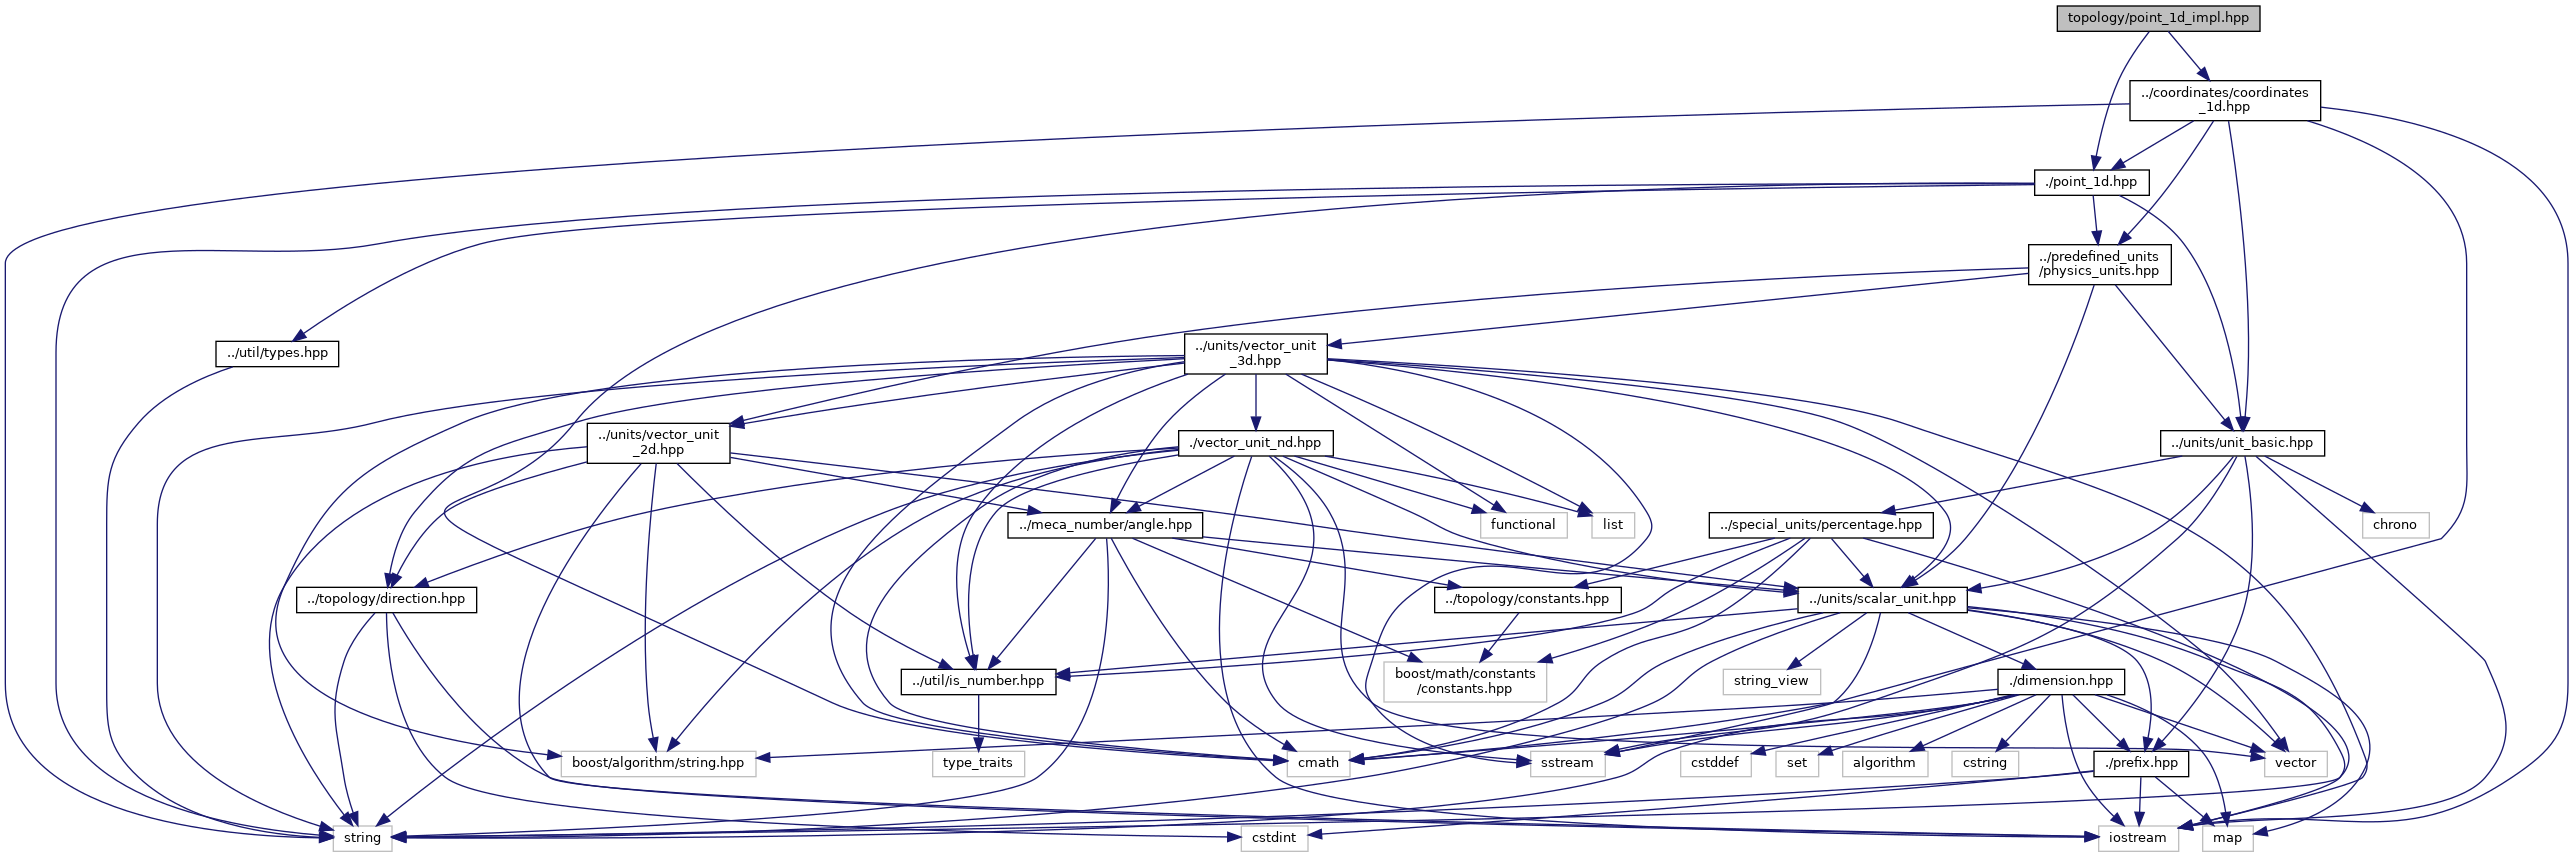 topology/point_1d_impl.hpp
../coordinates/coordinates
_1d.hpp
./point_1d.hpp
../predefined_units
/physics_units.hpp
../util/types.hpp
../units/vector_unit
_3d.hpp
../units/vector_unit
_2d.hpp
./vector_unit_nd.hpp
../units/unit_basic.hpp
../meca_number/angle.hpp
functional
list
../special_units/percentage.hpp
chrono
../topology/direction.hpp
../topology/constants.hpp
../units/scalar_unit.hpp
../util/is_number.hpp
boost/math/constants
/constants.hpp
string_view
./dimension.hpp
boost/algorithm/string.hpp
type_traits
cmath
sstream
cstddef
set
algorithm
cstring
./prefix.hpp
vector
string
cstdint
iostream
map